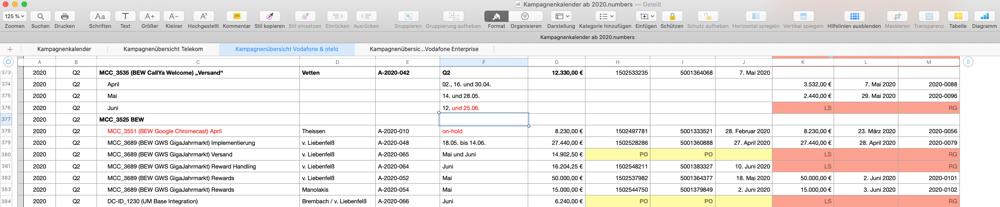 Kampagnenkalender ab 2020.numbers — Geteilt
125 %
Zoomen Suchen Drucken Schriften Text Größer Kleiner Hochgestellt Kommentar Stil kopieren Stil einsetzen Einrücken Ausrücken Gruppieren Gruppierung aufheben Format Organisieren Darstellung Kategorie hinzufügen Einfügen Schützen Schutz aufheben Horizontal spiegeln Vertikal spiegeln Hilfslinien ausblenden Maskieren Transparenz Tabelle Diagramm
Kampagnenkalender ab 2020.numbers
Kampagnenkalender Kampagnenübersicht Telekom Kampagnenübersicht Vodafone & otelo Kampagnenübersic...Vodafone Enterprise
A B C D E F G H I J K L M
373 2020 Q2 MCC_3535 (BEW CallYa Welcome) „Versand“ Vetten A-2020-042 Q2 12.330,00 € 1502533235 5001364068 7. Mai 2020
374 2020 Q2 April 02., 16. und 30.04. 3.532,00 € 7. Mai 2020 2020-0088
375 2020 Q2 Mai 14. und 28.05. 2.440,00 € 29. Mai 2020 2020-0096
376 2020 Q2 Juni 12. und 25.06. LS RG
377 2020 Q2 MCC_3525 BEW
378 2020 Q2 MCC_3551 (BEW Google Chromecast) April Theissen A-2020-010 on-hold 8.230,00 € 1502497781 5001333521 28. Februar 2020 8.230,00 € 23. März 2020 2020-0056
379 2020 Q2 MCC_3689 (BEW GWS GigaJahrmarkt) Implementierung v. Liebenfelß A-2020-048 18.05. bis 14.06. 27.440,00 € 1502528286 5001360888 27. April 2020 27.440,00 € 28. April 2020 2020-0079
380 2020 Q2 MCC_3689 (BEW GWS GigaJahrmarkt) Versand v. Liebenfelß A-2020-065 Mai und Juni 14.902,50 € PO PO LS RG
381 2020 Q2 MCC_3689 (BEW GWS GigaJahrmarkt) Reward Handling v. Liebenfelß A-2020-064 Juni 16.204,25 € 1502548211 5001383327 10. Juni 2020 LS RG
382 2020 Q2 MCC_3689 (BEW GWS GigaJahrmarkt) Rewards v. Liebenfelß A-2020-052 Mai 50.000,00 € 1502537982 5001364377 18. Mai 2020 50.000,00 € 2. Juni 2020 2020-0101
383 2020 Q2 MCC_3689 (BEW GWS GigaJahrmarkt) Rewards Manolakis A-2020-054 Mai 15.000,00 € 1502544750 5001379849 2. Juni 2020 15.000,00 € 3. Juni 2020 2020-0102
384 2020 Q2 DC-ID_1230 (UM Base Integration) Brembach / v. Liebenfelß A-2020-066 Juni 6.240,00 € PO PO LS RG